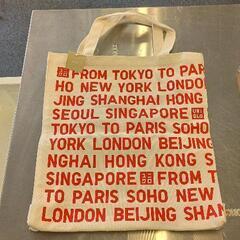 FROM TOKYO TO PAR
HO NEW YORK LONDON
JING SHANGHAI HONG
SEOUL SINGAPORE
TOKYO TO PARIS SOHO
YORK LONDON BEIJING
NGHAI HONG KONG S
SINGAPORE FROM T
TO PARIS SOHO NEW
LONDON BEIJING SHAN